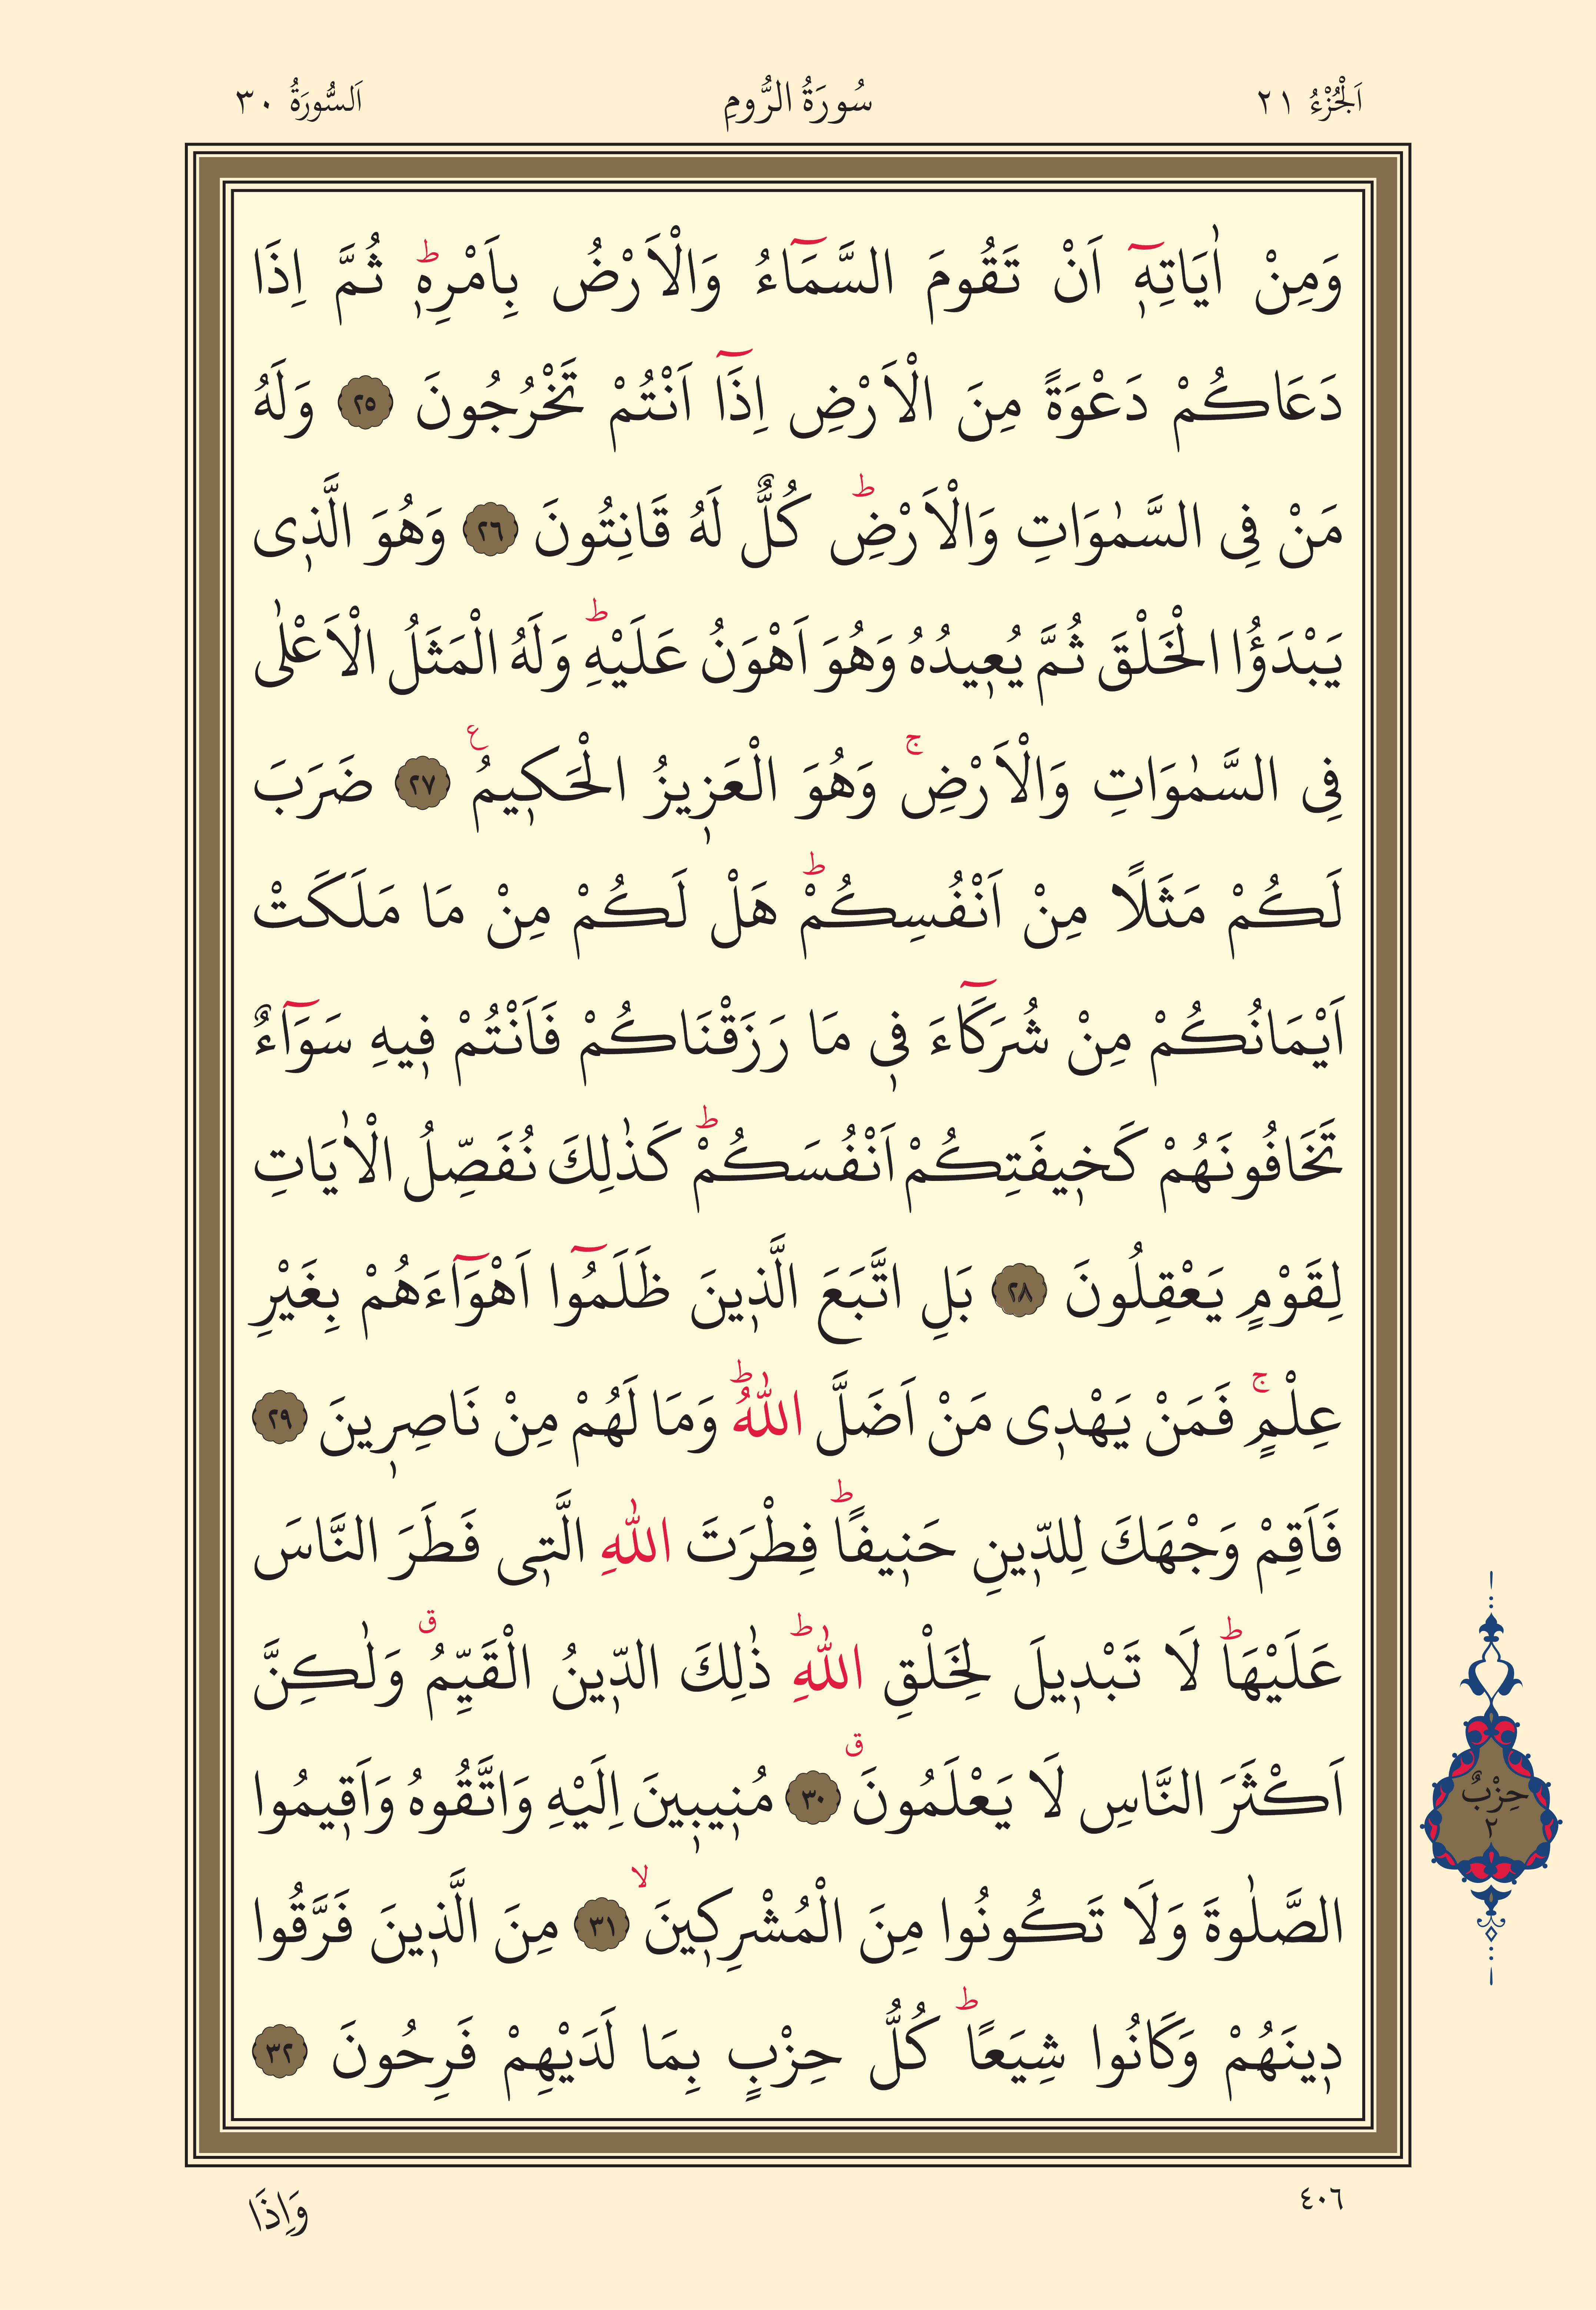 اَلْجُزْءُ ٢١
سُورَةُ الرُّومِ
اَلسُّورَةُ ٣٠
وَمِنْ اٰيَاتِه۪ٓ اَنْ تَقُومَ السَّمَٓاءُ وَالْاَرْضُ بِاَمْرِه۪ۜ ثُمَّ اِذَا
دَعَاكُمْ دَعْوَةً مِنَ الْاَرْضِ اِذَٓا اَنْتُمْ تَخْرُجُونَ ﴿٢٥﴾ وَلَهُ
مَنْ فِى السَّمٰوَاتِ وَالْاَرْضِۜ كُلٌّ لَهُ قَانِتُونَ ﴿٢٦﴾ وَهُوَ الَّذ۪ى
يَبْدَؤُا الْخَلْقَ ثُمَّ يُع۪يدُهُ وَهُوَ اَهْوَنُ عَلَيْهِۜ وَلَهُ الْمَثَلُ الْاَعْلٰى
فِى السَّمٰوَاتِ وَالْاَرْضِۚ وَهُوَ الْعَز۪يزُ الْحَك۪يمُ ع ﴿٢٧﴾ ضَرَبَ
لَكُمْ مَثَلًا مِنْ اَنْفُسِكُمْۜ هَلْ لَكُمْ مِنْ مَا مَلَكَتْ
اَيْمَانُكُمْ مِنْ شُرَكَٓاءَ ف۪ى مَا رَزَقْنَاكُمْ فَاَنْتُمْ ف۪يهِ سَوَٓاءٌ
تَخَافُونَهُمْ كَخ۪يفَتِكُمْ اَنْفُسَكُمْۜ كَذٰلِكَ نُفَصِّلُ الْاٰيَاتِ
لِقَوْمٍ يَعْقِلُونَ ﴿٢٨﴾ بَلِ اتَّبَعَ الَّذ۪ينَ ظَلَمُٓوا اَهْوَٓاءَهُمْ بِغَيْرِ
عِلْمٍۚ فَمَنْ يَهْد۪ى مَنْ اَضَلَّ اللّٰهُۜ وَمَا لَهُمْ مِنْ نَاصِر۪ينَ ﴿٢٩﴾
فَاَقِمْ وَجْهَكَ لِلدّ۪ينِ حَن۪يفًاۜ فِطْرَتَ اللّٰهِ الَّت۪ى فَطَرَ النَّاسَ
عَلَيْهَاۜ لَا تَبْد۪يلَ لِخَلْقِ اللّٰهِۜ ذٰلِكَ الدّ۪ينُ الْقَيِّمُ ق وَلٰكِنَّ
اَكْثَرَ النَّاسِ لَا يَعْلَمُونَ ق ﴿٣٠﴾ مُن۪يب۪ينَ اِلَيْهِ وَاتَّقُوهُ وَاَق۪يمُوا
الصَّلٰوةَ وَلَا تَكُونُوا مِنَ الْمُشْرِك۪ينَۙ ﴿٣١﴾ مِنَ الَّذ۪ينَ فَرَّقُوا
د۪ينَهُمْ وَكَانُوا شِيَعًاۜ كُلُّ حِزْبٍ بِمَا لَدَيْهِمْ فَرِحُونَ ﴿٣٢﴾
حِزْبٌ
٢
٤٠٦
وَاِذَا